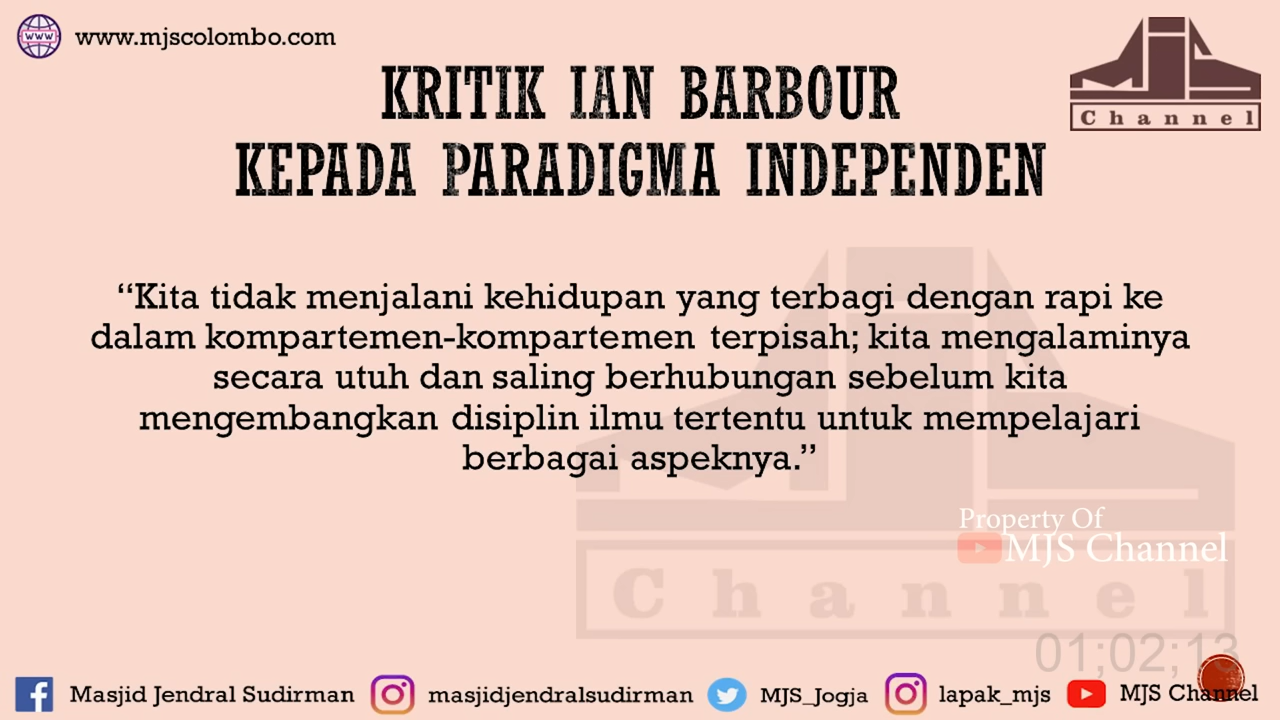 www.mjscolombo.com
MJS
Channel
KRITIK IAN BARBOUR
KEPADA PARADIGMA INDEPENDEN
“Kita tidak menjalani kehidupan yang terbagi dengan rapi ke
dalam kompartemen-kompartemen terpisah; kita mengalaminya
secara utuh dan saling berhubungan sebelum kita
mengembangkan disiplin ilmu tertentu untuk mempelajari
berbagai aspeknya.”
Property Of
MJS Channel
Channel
01;02;13
Masjid Jendral Sudirman
masjidjendralsudirman
MJS_Jogja
lapak_mjs
MJS Channel